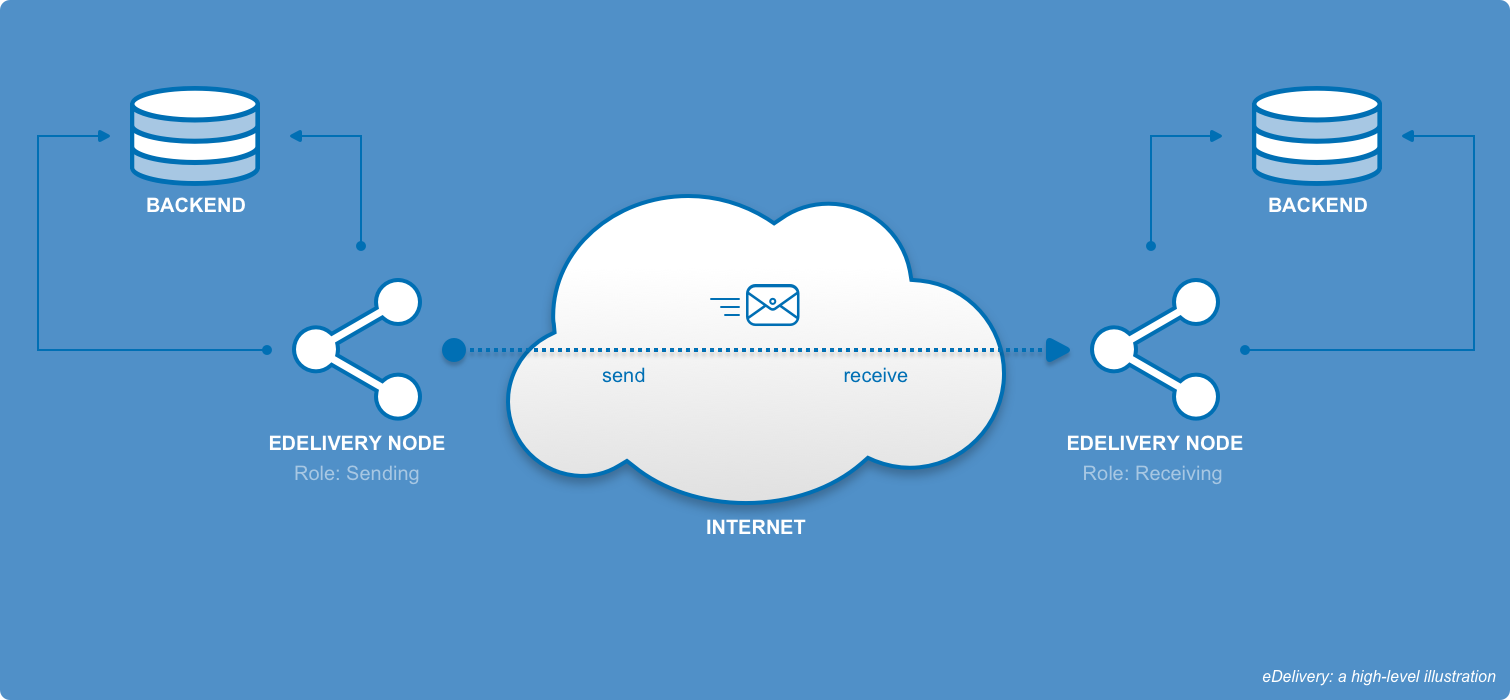 BACKEND
BACKEND
send
receive
EDELIVERY NODE
Role: Sending
EDELIVERY NODE
Role: Receiving
INTERNET
eDelivery: a high-level illustration